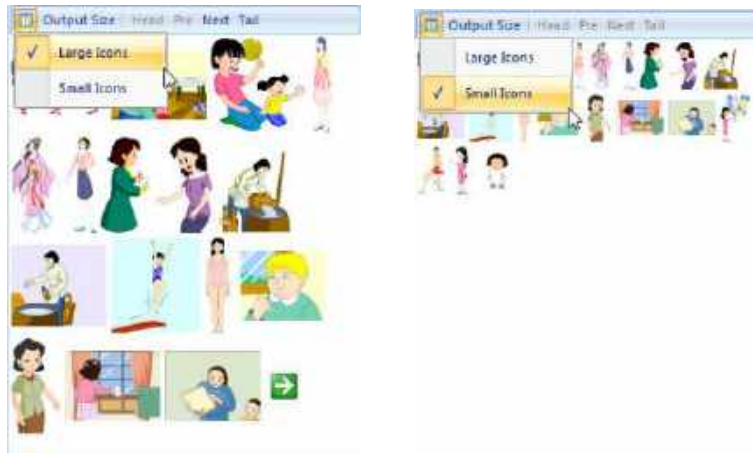 Output Size Head Pre Next Tail
Large Icons
Small Icons
Output Size Head Pre Next Tail
Large Icons
Small Icons